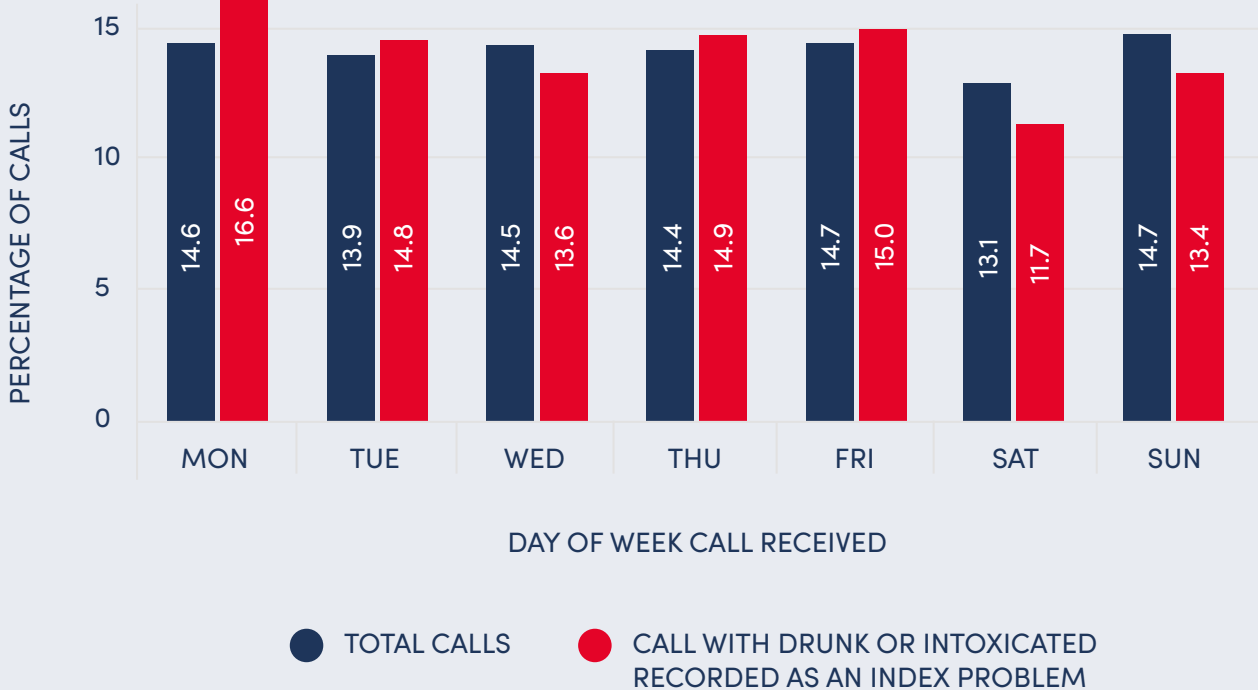 15
10
5
0
PERCENTAGE OF CALLS
14.6
16.6
13.9
14.8
14.5
13.6
14.4
14.9
14.7
15.0
13.1
11.7
14.7
13.4
MON
TUE
WED
THU
FRI
SAT
SUN
DAY OF WEEK CALL RECEIVED
TOTAL CALLS
CALL WITH DRUNK OR INTOXICATED
RECORDED AS AN INDEX PROBLEM